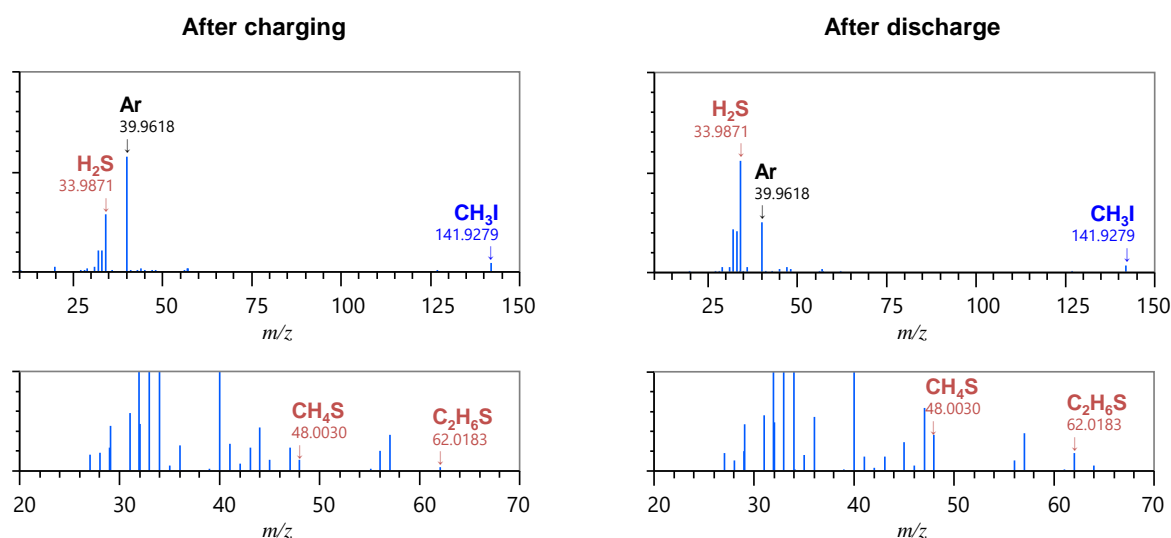 After charging
Ar
39.9618
H₂S
33.9871
CH₃I
141.9279
25 50 75 100 125 150
m/z
CH₄S
48.0030
C₂H₆S
62.0183
20 30 40 50 60 70
m/z
After discharge
H₂S
33.9871
Ar
39.9618
CH₃I
141.9279
25 50 75 100 125 150
m/z
CH₄S
48.0030
C₂H₆S
62.0183
20 30 40 50 60 70
m/z